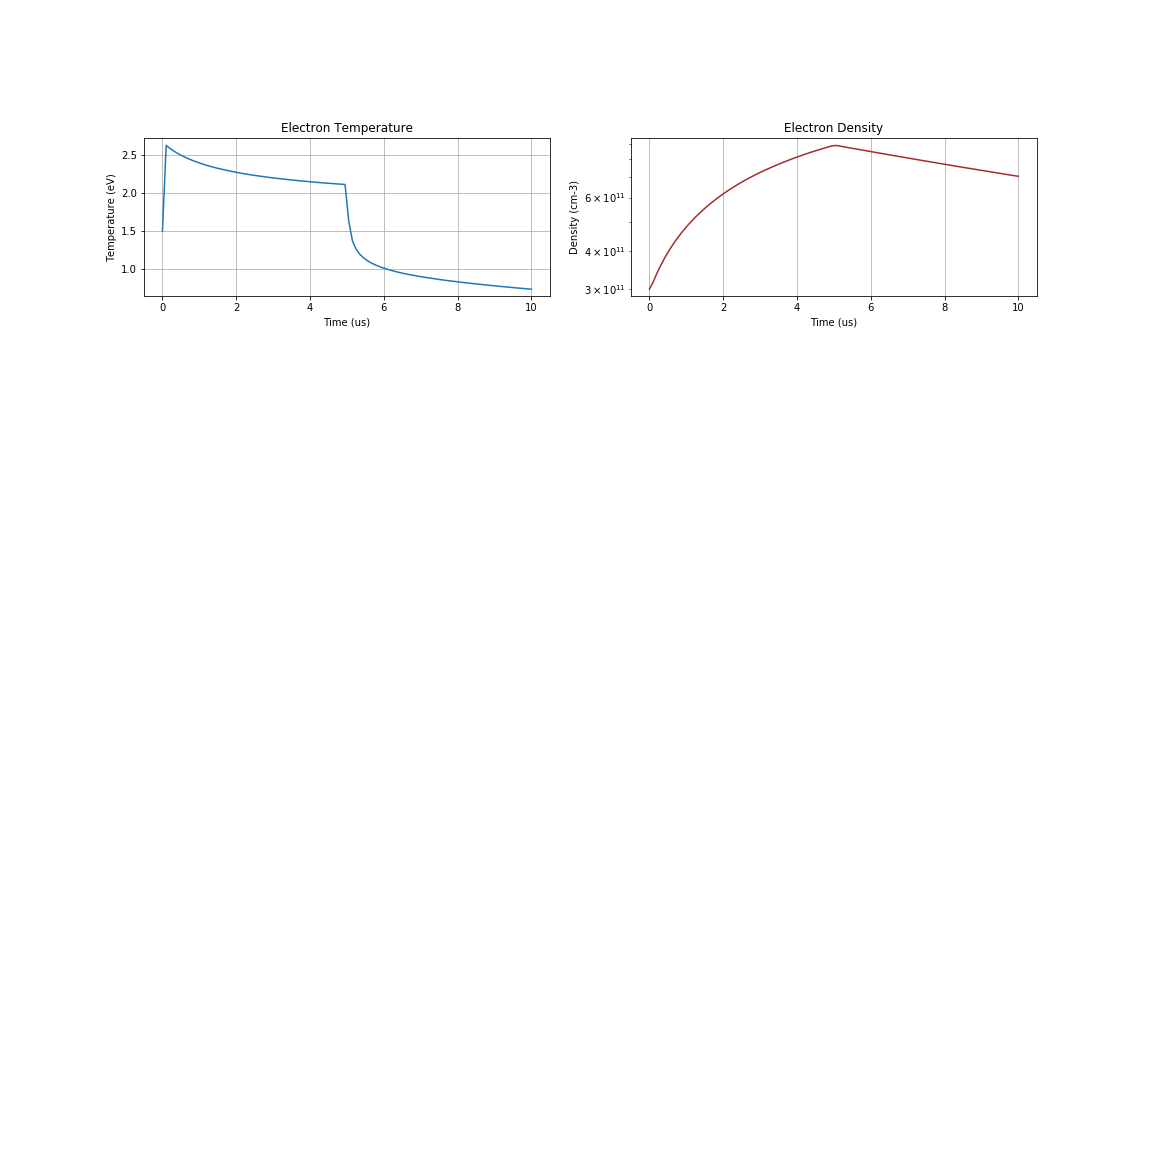 Electron Temperature
Temperature (eV)
2.5
2.0
1.5
1.0
0 2 4 6 8 10
Time (us)
Electron Density
Density (cm-3)
6 × 10¹¹
4 × 10¹¹
3 × 10¹¹
0 2 4 6 8 10
Time (us)